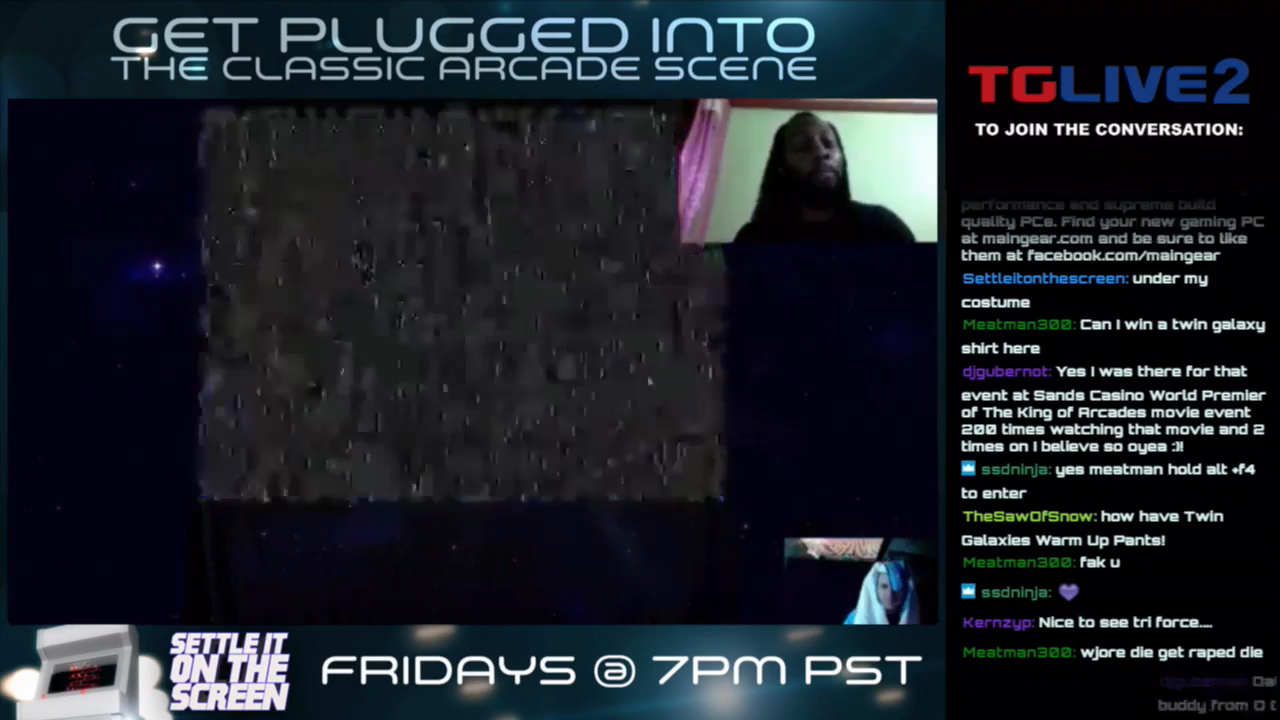 GET PLUGGED INTO
THE CLASSIC ARCADE SCENE
TGLIVE2
TO JOIN THE CONVERSATION:
performance and supreme build
quality PCs. Find your new gaming PC
at maingear.com and be sure to like
them at facebook.com/maingear
Settleitonthescreen: under my
costume
Meatman300: Can I win a twin galaxy
shirt here
djgubernot: Yes I was there for that
event at Sands Casino World Premier
of The King of Arcades movie event
200 times watching that movie and 2
times on I believe so oyea :)!
ssdninja: yes meatman hold alt +f4
to enter
TheSawOfSnow: how have Twin
Galaxies Warm Up Pants!
Meatman300: fak u
ssdninja:
Kernzyp: Nice to see tri force....
Meatman300: wjore die get raped die
djgubernot:
buddy from
SETTLE IT
ON THE
SCREEN
FRIDAYS @ 7PM PST